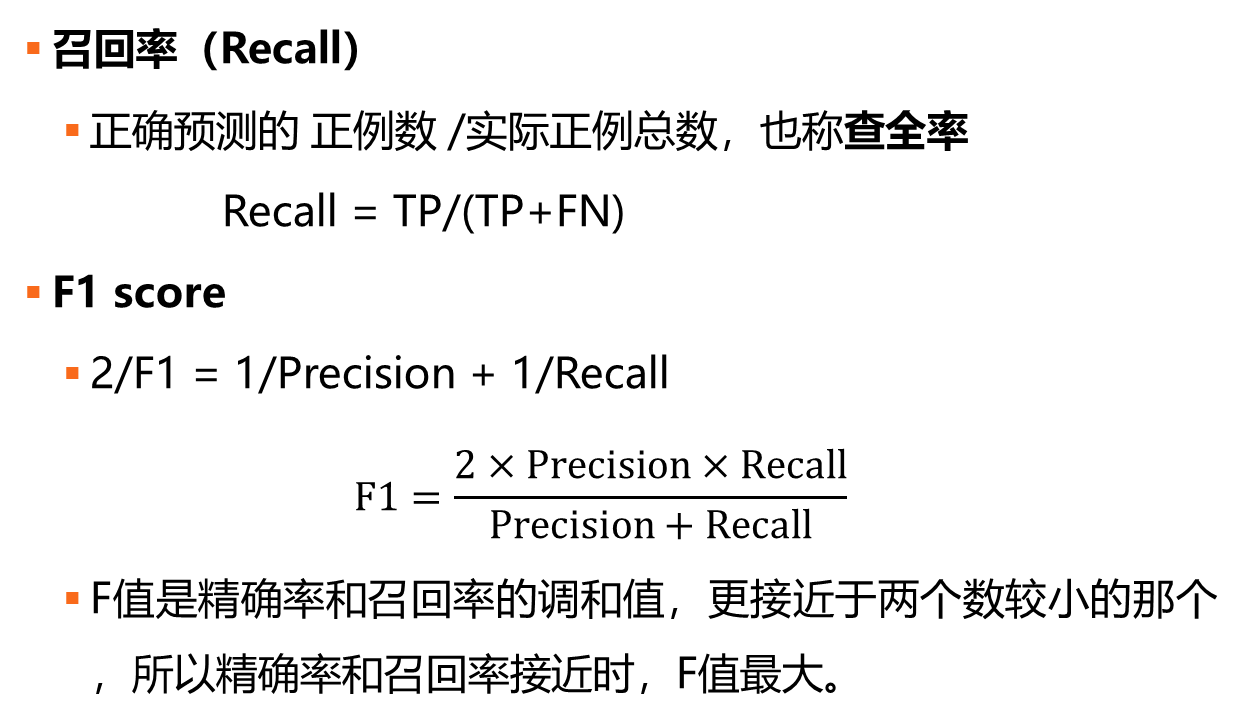 召回率（Recall）
正确预测的 正例数 /实际正例总数，也称查全率
Recall = TP/(TP+FN)
F1 score
2/F1 = 1/Precision + 1/Recall
F1 = \frac{2 × Precision × Recall}{Precision + Recall}
F值是精确率和召回率的调和值，更接近于两个数较小的那个
，所以精确率和召回率接近时，F值最大。